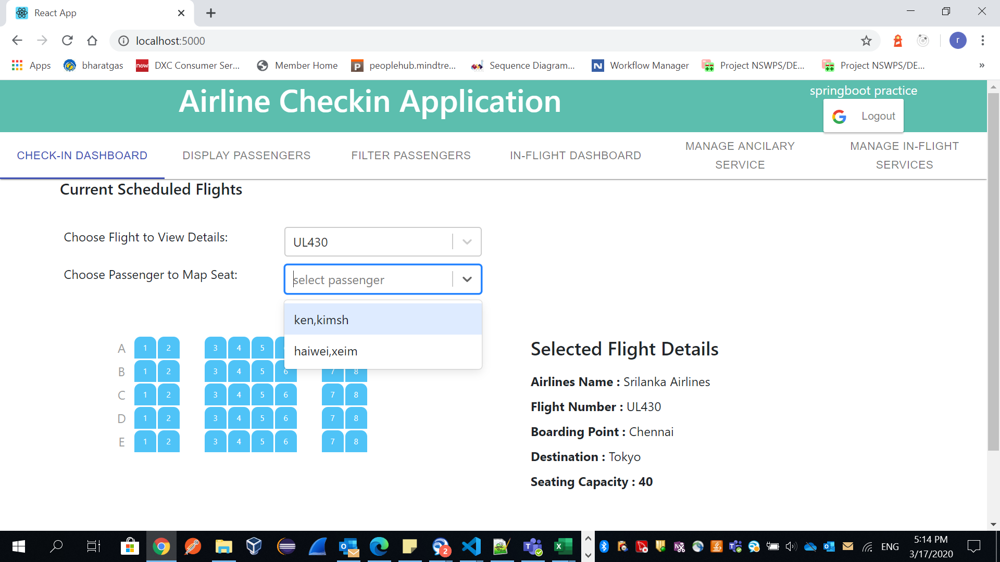 React App
localhost:5000
Apps bharatgas DXC Consumer Ser... Member Home peoplehub.mindtre... Sequence Diagram... Workflow Manager Project NSWPS/DE... Project NSWPS/DE... »
Airline Checkin Application
springboot practice
Logout
CHECK-IN DASHBOARD DISPLAY PASSENGERS FILTER PASSENGERS IN-FLIGHT DASHBOARD MANAGE ANCILARY SERVICE MANAGE IN-FLIGHT SERVICES
Current Scheduled Flights
Choose Flight to View Details: UL430
Choose Passenger to Map Seat: select passenger
ken,kimsh
haiwei,xeim
A 1 2 3 4 5
B 1 2 3 4 5 6 7 8
C 1 2 3 4 5 6 7 8
D 1 2 3 4 5 6 7 8
E 1 2 3 4 5 6 7 8
Selected Flight Details
Airlines Name : Srilanka Airlines
Flight Number : UL430
Boarding Point : Chennai
Destination : Tokyo
Seating Capacity : 40
ENG
5:14 PM
3/17/2020